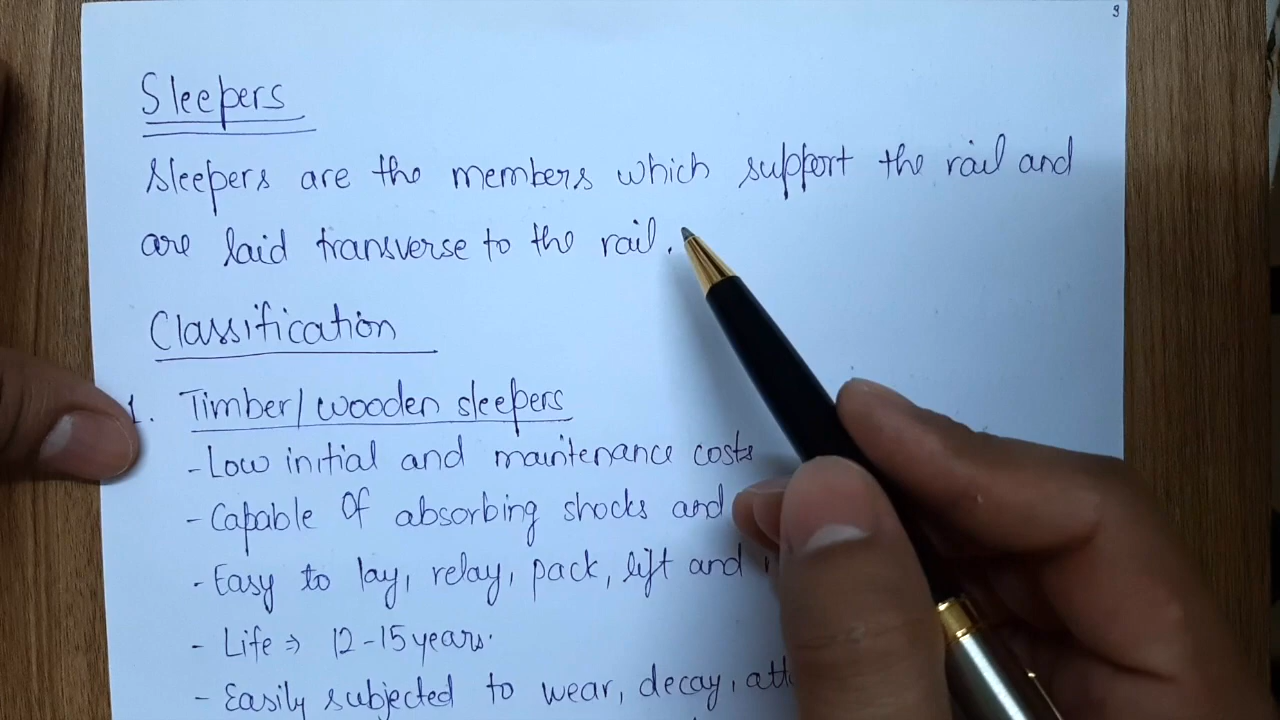 9
Sleepers
Sleepers are the members which support the rail and
are laid transverse to the rail.
Classification
1. Timber/wooden sleepers
- Low initial and maintenance costs
- Capable Of absorbing shocks and
- Easy to lay, relay, pack, lift and
- Life ⇒ 12-15 years.
- Easily subjected to wear, decay,